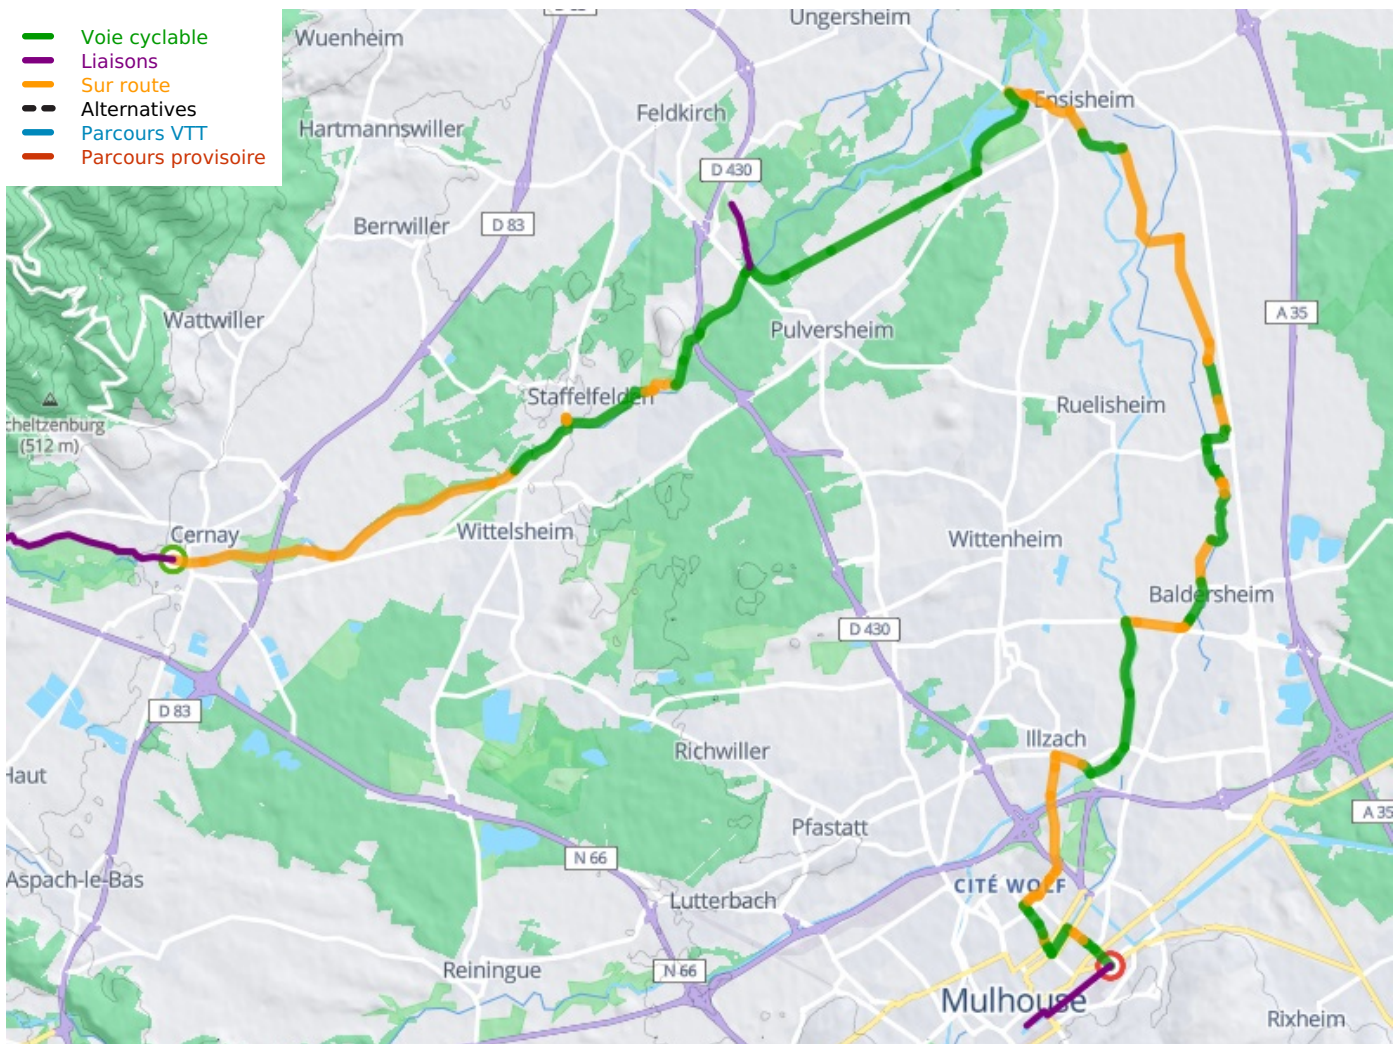 Voie cyclable
Liaisons
Sur route
Alternatives
Parcours VTT
Parcours provisoire
Ungersheim
Wuenheim
Ensisheim
Feldkirch
Hartmannswiller
D 430
Berrwiller
D 83
A 35
Wattwiller
Pulversheim
Staffelfelden
cheltzenburg
(512 m)
Ruelisheim
Cernay
Wittelsheim
Wittenheim
Baldersheim
D 430
D 83
Illzach
Richwiller
Haut
A 35
Pfastatt
N 66
Aspach-le-Bas
CITÉ WOLF
Lutterbach
Reiningue
N 66
Mulhouse
Rixheim